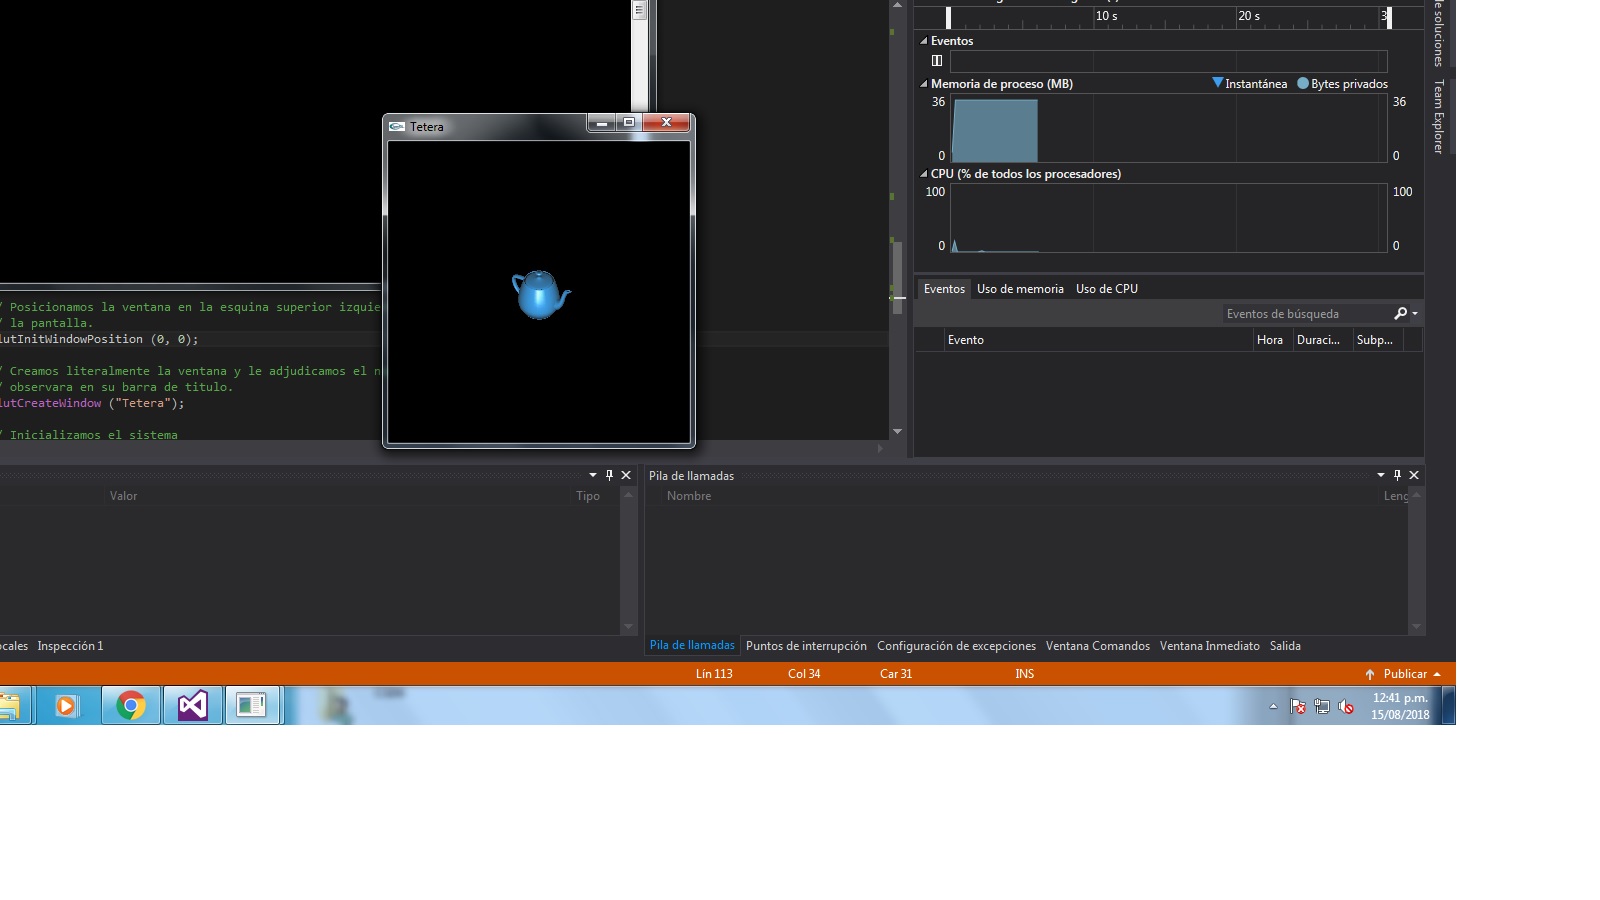 10 s
20 s
3
Eventos
Memoria de proceso (MB)
Instantánea
Bytes privados
36
36
0
0
CPU (% de todos los procesadores)
100
100
0
0
Eventos
Uso de memoria
Uso de CPU
Eventos de búsqueda
Evento
Hora
Duraci...
Subp...
de soluciones
Team Explorer
Tetera
/ Posicionamos la ventana en la esquina superior izquie
/ la pantalla.
lutInitWindowPosition (0, 0);
/ Creamos literalmente la ventana y le adjudicamos el n
/ observara en su barra de titulo.
lutCreateWindow ("Tetera");
/ Inicializamos el sistema
Valor
Tipo
Pila de llamadas
Nombre
Leng
ocales
Inspección 1
Pila de llamadas
Puntos de interrupción
Configuración de excepciones
Ventana Comandos
Ventana Inmediato
Salida
Lín 113
Col 34
Car 31
INS
Publicar
12:41 p.m.
15/08/2018